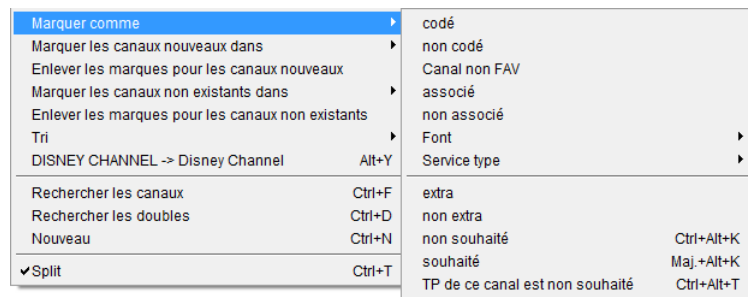 Marquer comme
Marquer les canaux nouveaux dans
Enlever les marques pour les canaux nouveaux
Marquer les canaux non existants dans
Enlever les marques pour les canaux non existants
Tri
DISNEY CHANNEL -> Disney Channel Alt+Y
Rechercher les canaux Ctrl+F
Rechercher les doubles Ctrl+D
Nouveau Ctrl+N
Split Ctrl+T
codé
non codé
Canal non FAV
associé
non associé
Font
Service type
extra
non extra
non souhaité Ctrl+Alt+K
souhaité Maj.+Alt+K
TP de ce canal est non souhaité Ctrl+Alt+T